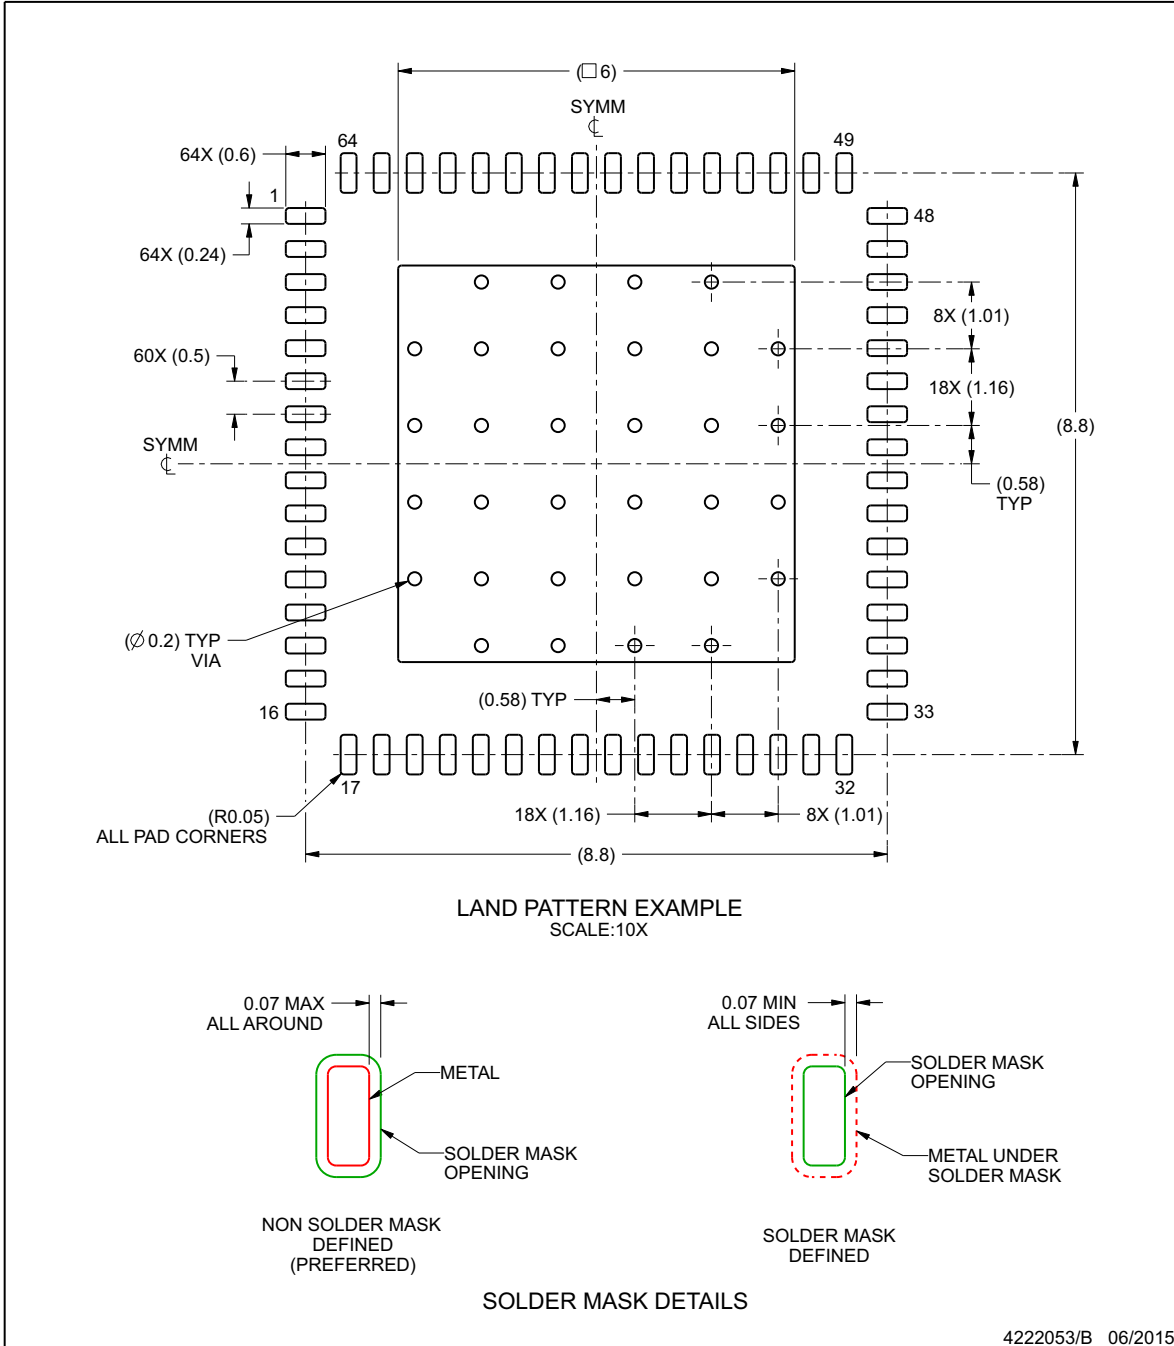 (□6)
SYMM
℄
64
49
64X (0.6)
1
48
64X (0.24)
8X (1.01)
60X (0.5)
18X (1.16)
(8.8)
SYMM
℄
(0.58)
TYP
(Ø0.2) TYP
VIA
(0.58) TYP
16
33
17
32
(R0.05)
ALL PAD CORNERS
18X (1.16)
8X (1.01)
(8.8)
LAND PATTERN EXAMPLE
SCALE:10X
0.07 MAX
ALL AROUND
METAL
SOLDER MASK
OPENING
NON SOLDER MASK
DEFINED
(PREFERRED)
0.07 MIN
ALL SIDES
SOLDER MASK
OPENING
METAL UNDER
SOLDER MASK
SOLDER MASK
DEFINED
SOLDER MASK DETAILS
4222053/B 06/2015